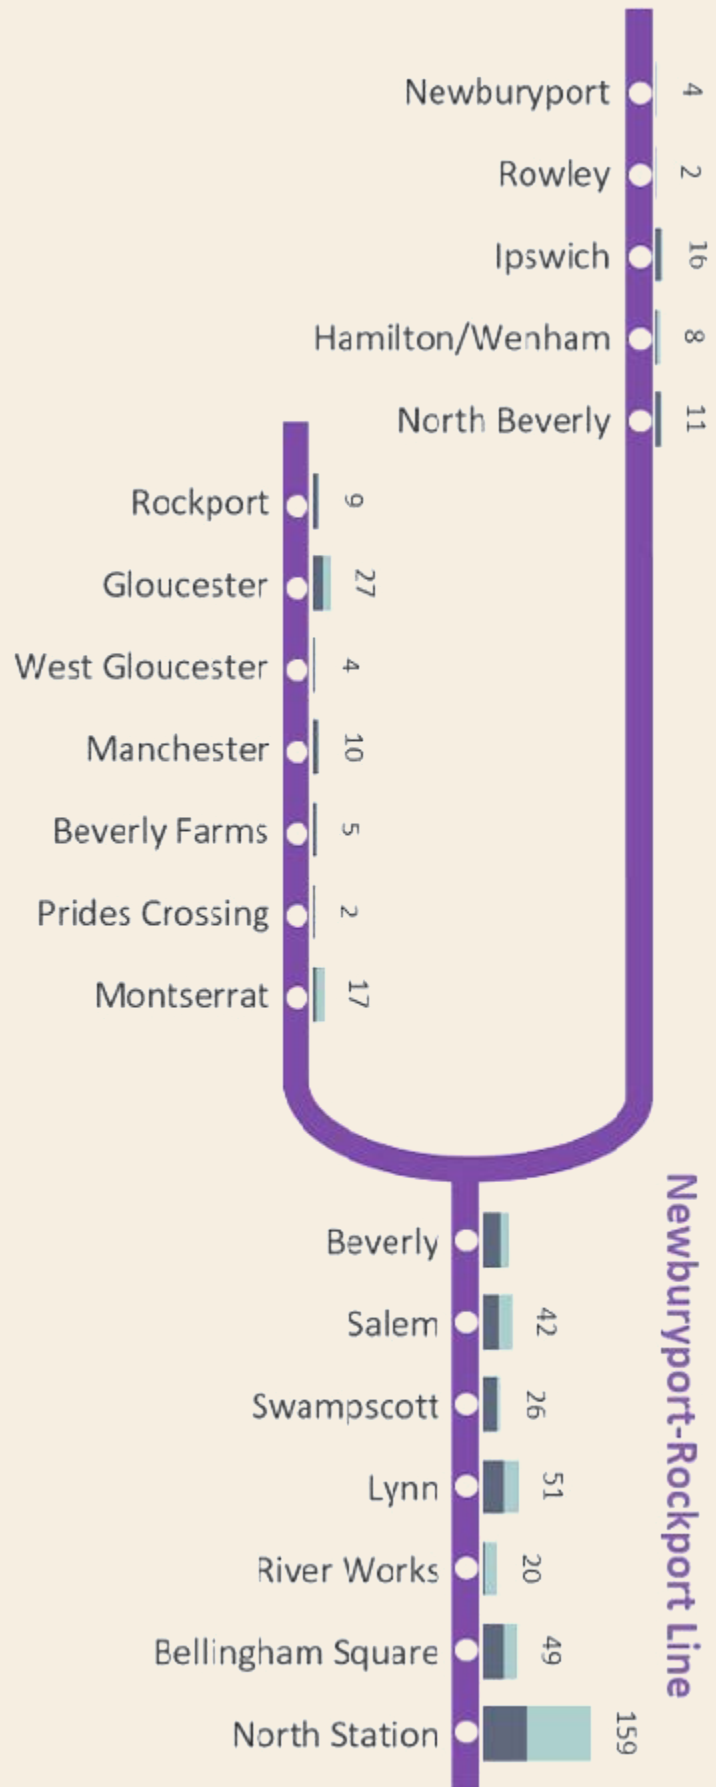 Newburyport 4
Rowley 2
Ipswich 16
Hamilton/Wenham 8
North Beverly 11
Rockport 9
Gloucester 27
West Gloucester 4
Manchester 10
Beverly Farms 5
Prides Crossing 2
Montserrat 17
Newburyport-Rockport Line
Beverly
Salem 42
Swampscott 26
Lynn 51
River Works 20
Bellingham Square 49
North Station 159